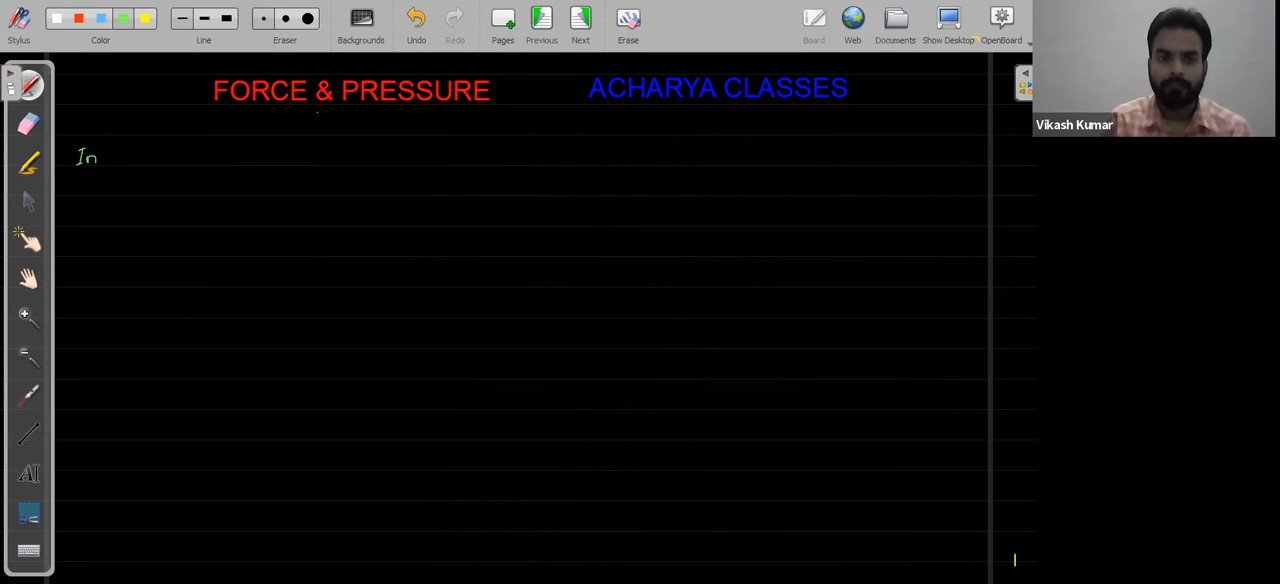 Stylus Color Line Eraser Backgrounds Undo Redo Pages Previous Next Erase Board Web Documents Show Desktop OpenBoard
FORCE & PRESSURE ACHARYA CLASSES
Vikash Kumar
In
AI